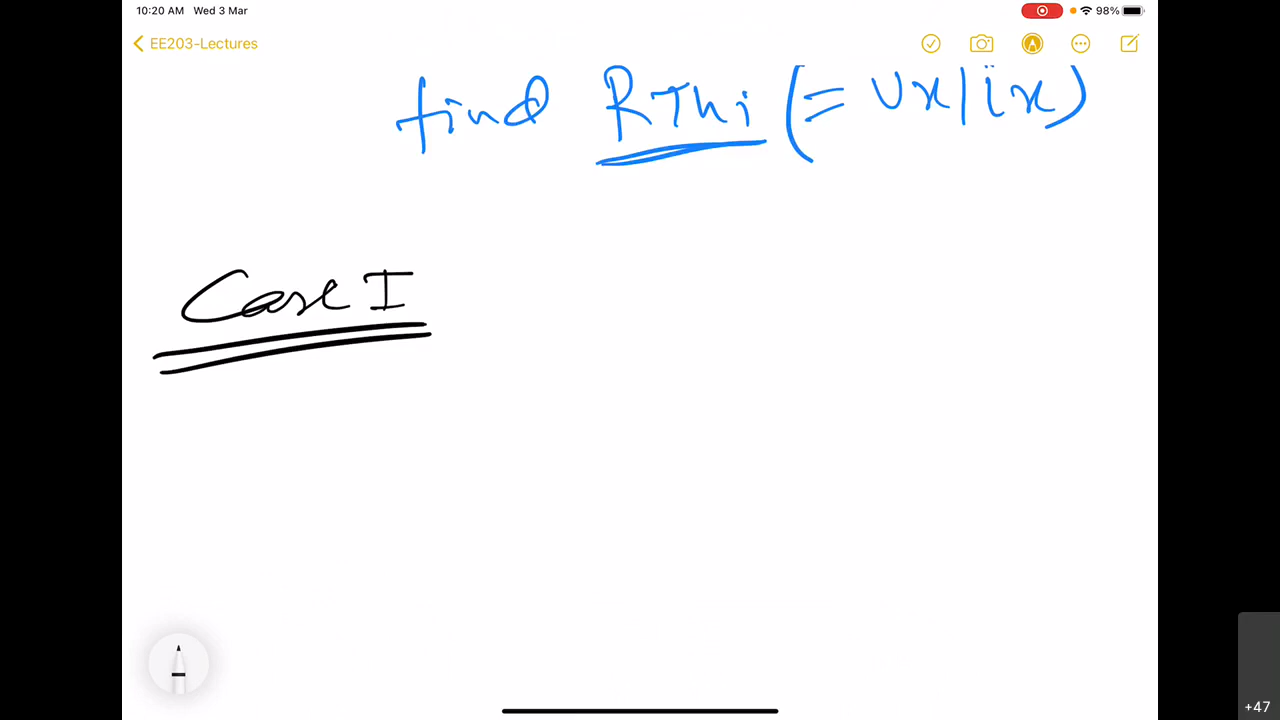 10:20 AM Wed 3 Mar 98%
EE203-Lectures
find RThi (= vx/ix)
Case I
+47